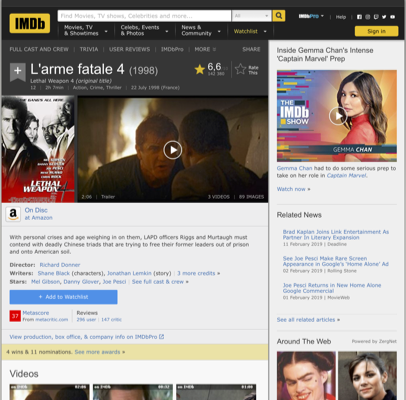 IMDb
Find Movies, TV shows, Celebrities and more...
All
IMDbPro
Help
Movies,
TV & Showtimes
Celebs, Events
& Photos
News &
Community
Watchlist
Sign in
FULL CAST AND CREW | TRIVIA | USER REVIEWS | IMDbPro | MORE
SHARE
L'arme fatale 4 (1998)
Lethal Weapon 4 (original title)
12 | 2h 7min | Action, Crime, Thriller | 22 July 1998 (France)
6,6
Rate
This
THE GANG'S ALL HERE.
LETHAL
WEAPON 4
2:06 | Trailer
3 VIDEOS | 89 IMAGES
On Disc
at Amazon
With personal crises and age weighing in on them, LAPD officers Riggs and Murtaugh must
contend with deadly Chinese triads that are trying to free their former leaders out of prison
and onto American soil.
Director: Richard Donner
Writers: Shane Black (characters), Jonathan Lemkin (story) | 3 more credits »
Stars: Mel Gibson, Danny Glover, Joe Pesci | See full cast & crew »
+ Add to Watchlist
37
Metascore
From metacritic.com
Reviews
296 user | 147 critic
View production, box office, & company info on IMDbPro
4 wins & 11 nominations. See more awards »
Videos
Inside Gemma Chan's Intense
'Captain Marvel' Prep
THE
IMDb
SHOW
GEMMA CHAN
Gemma Chan had to do some serious prep
to take on her role in Captain Marvel.
Watch now »
Related News
Brad Kaplan Joins Link Entertainment As
Partner In Literary Expansion
11 February 2019 | Deadline
See Joe Pesci Make Rare Screen
Appearance in Google's 'Home Alone' Ad
02 February 2019 | Rolling Stone
Joe Pesci Returns in New Home Alone
Google Commercial
01 February 2019 | MovieWeb
See all related articles »
Around The Web
Powered by ZergNet